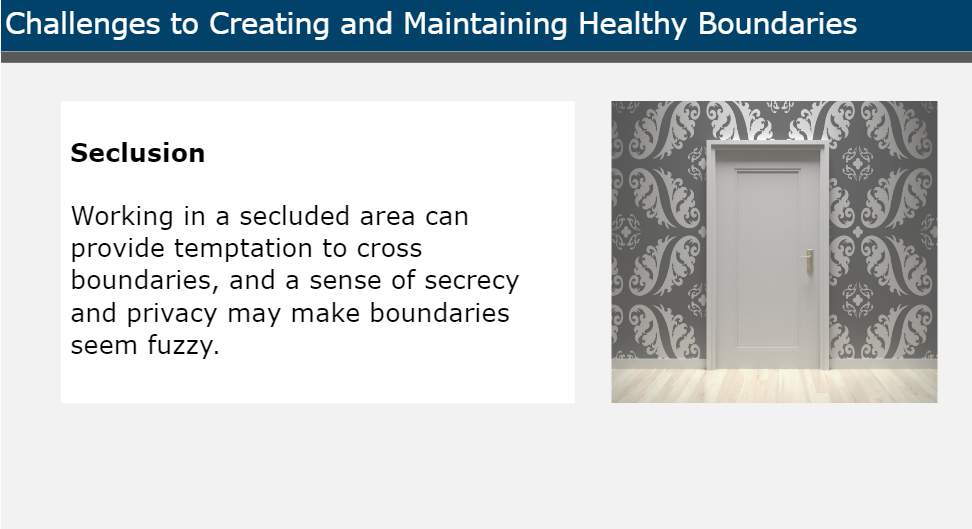 Challenges to Creating and Maintaining Healthy Boundaries
Seclusion
Working in a secluded area can
provide temptation to cross
boundaries, and a sense of secrecy
and privacy may make boundaries
seem fuzzy.